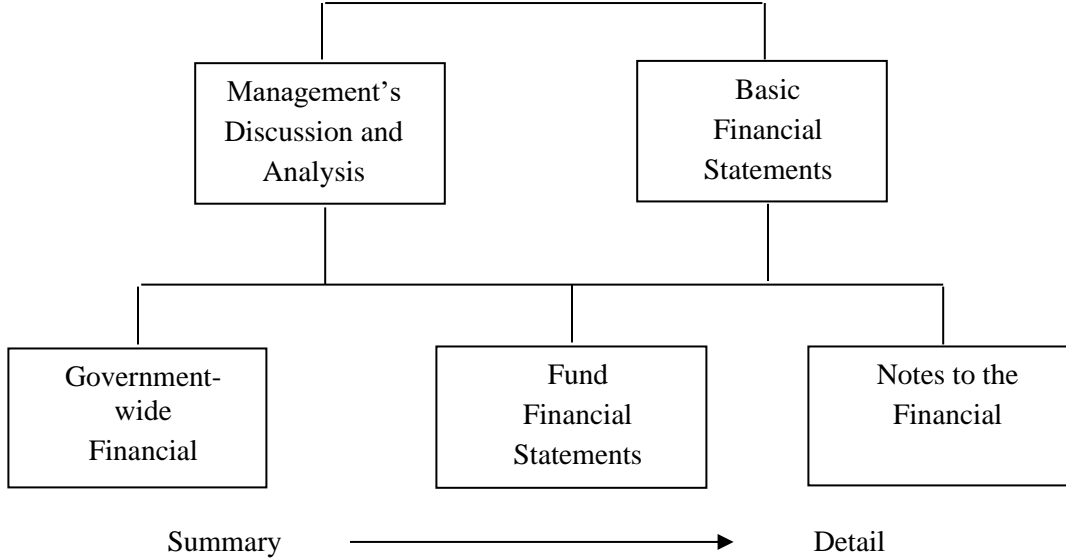 Management’s
Discussion and
Analysis
Basic
Financial
Statements
Government-
wide
Financial
Fund
Financial
Statements
Notes to the
Financial
Summary
Detail